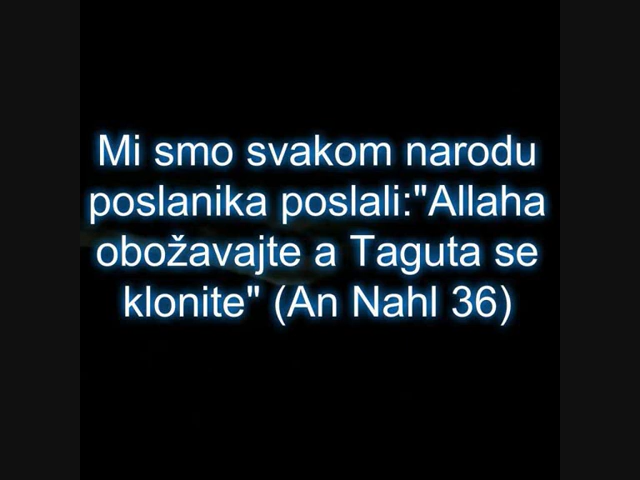 Mi smo svakom narodu
poslanika poslali:"Allaha
obožavajte a Taguta se
klonite" (An Nahl 36)